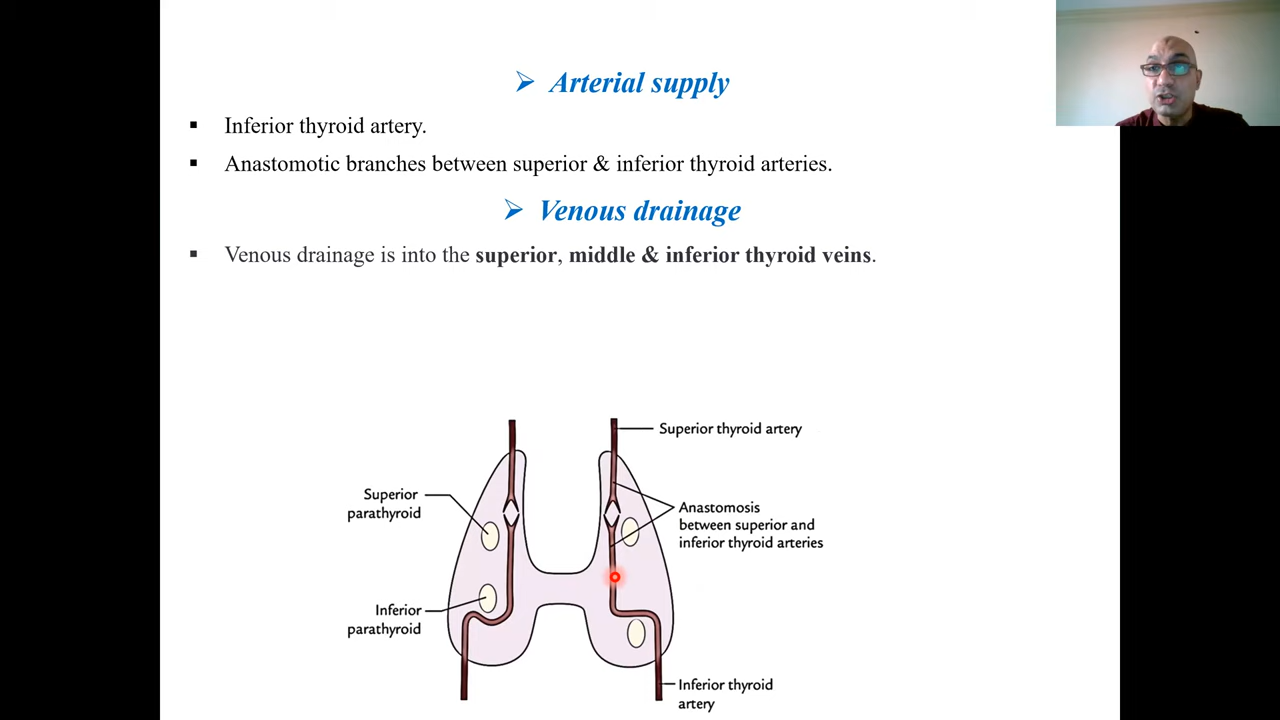 ➢ Arterial supply
▪ Inferior thyroid artery.
▪ Anastomotic branches between superior & inferior thyroid arteries.
➢ Venous drainage
▪ Venous drainage is into the superior, middle & inferior thyroid veins.
Superior thyroid artery
Superior
parathyroid
Anastomosis
between superior and
inferior thyroid arteries
Inferior
parathyroid
Inferior thyroid
artery